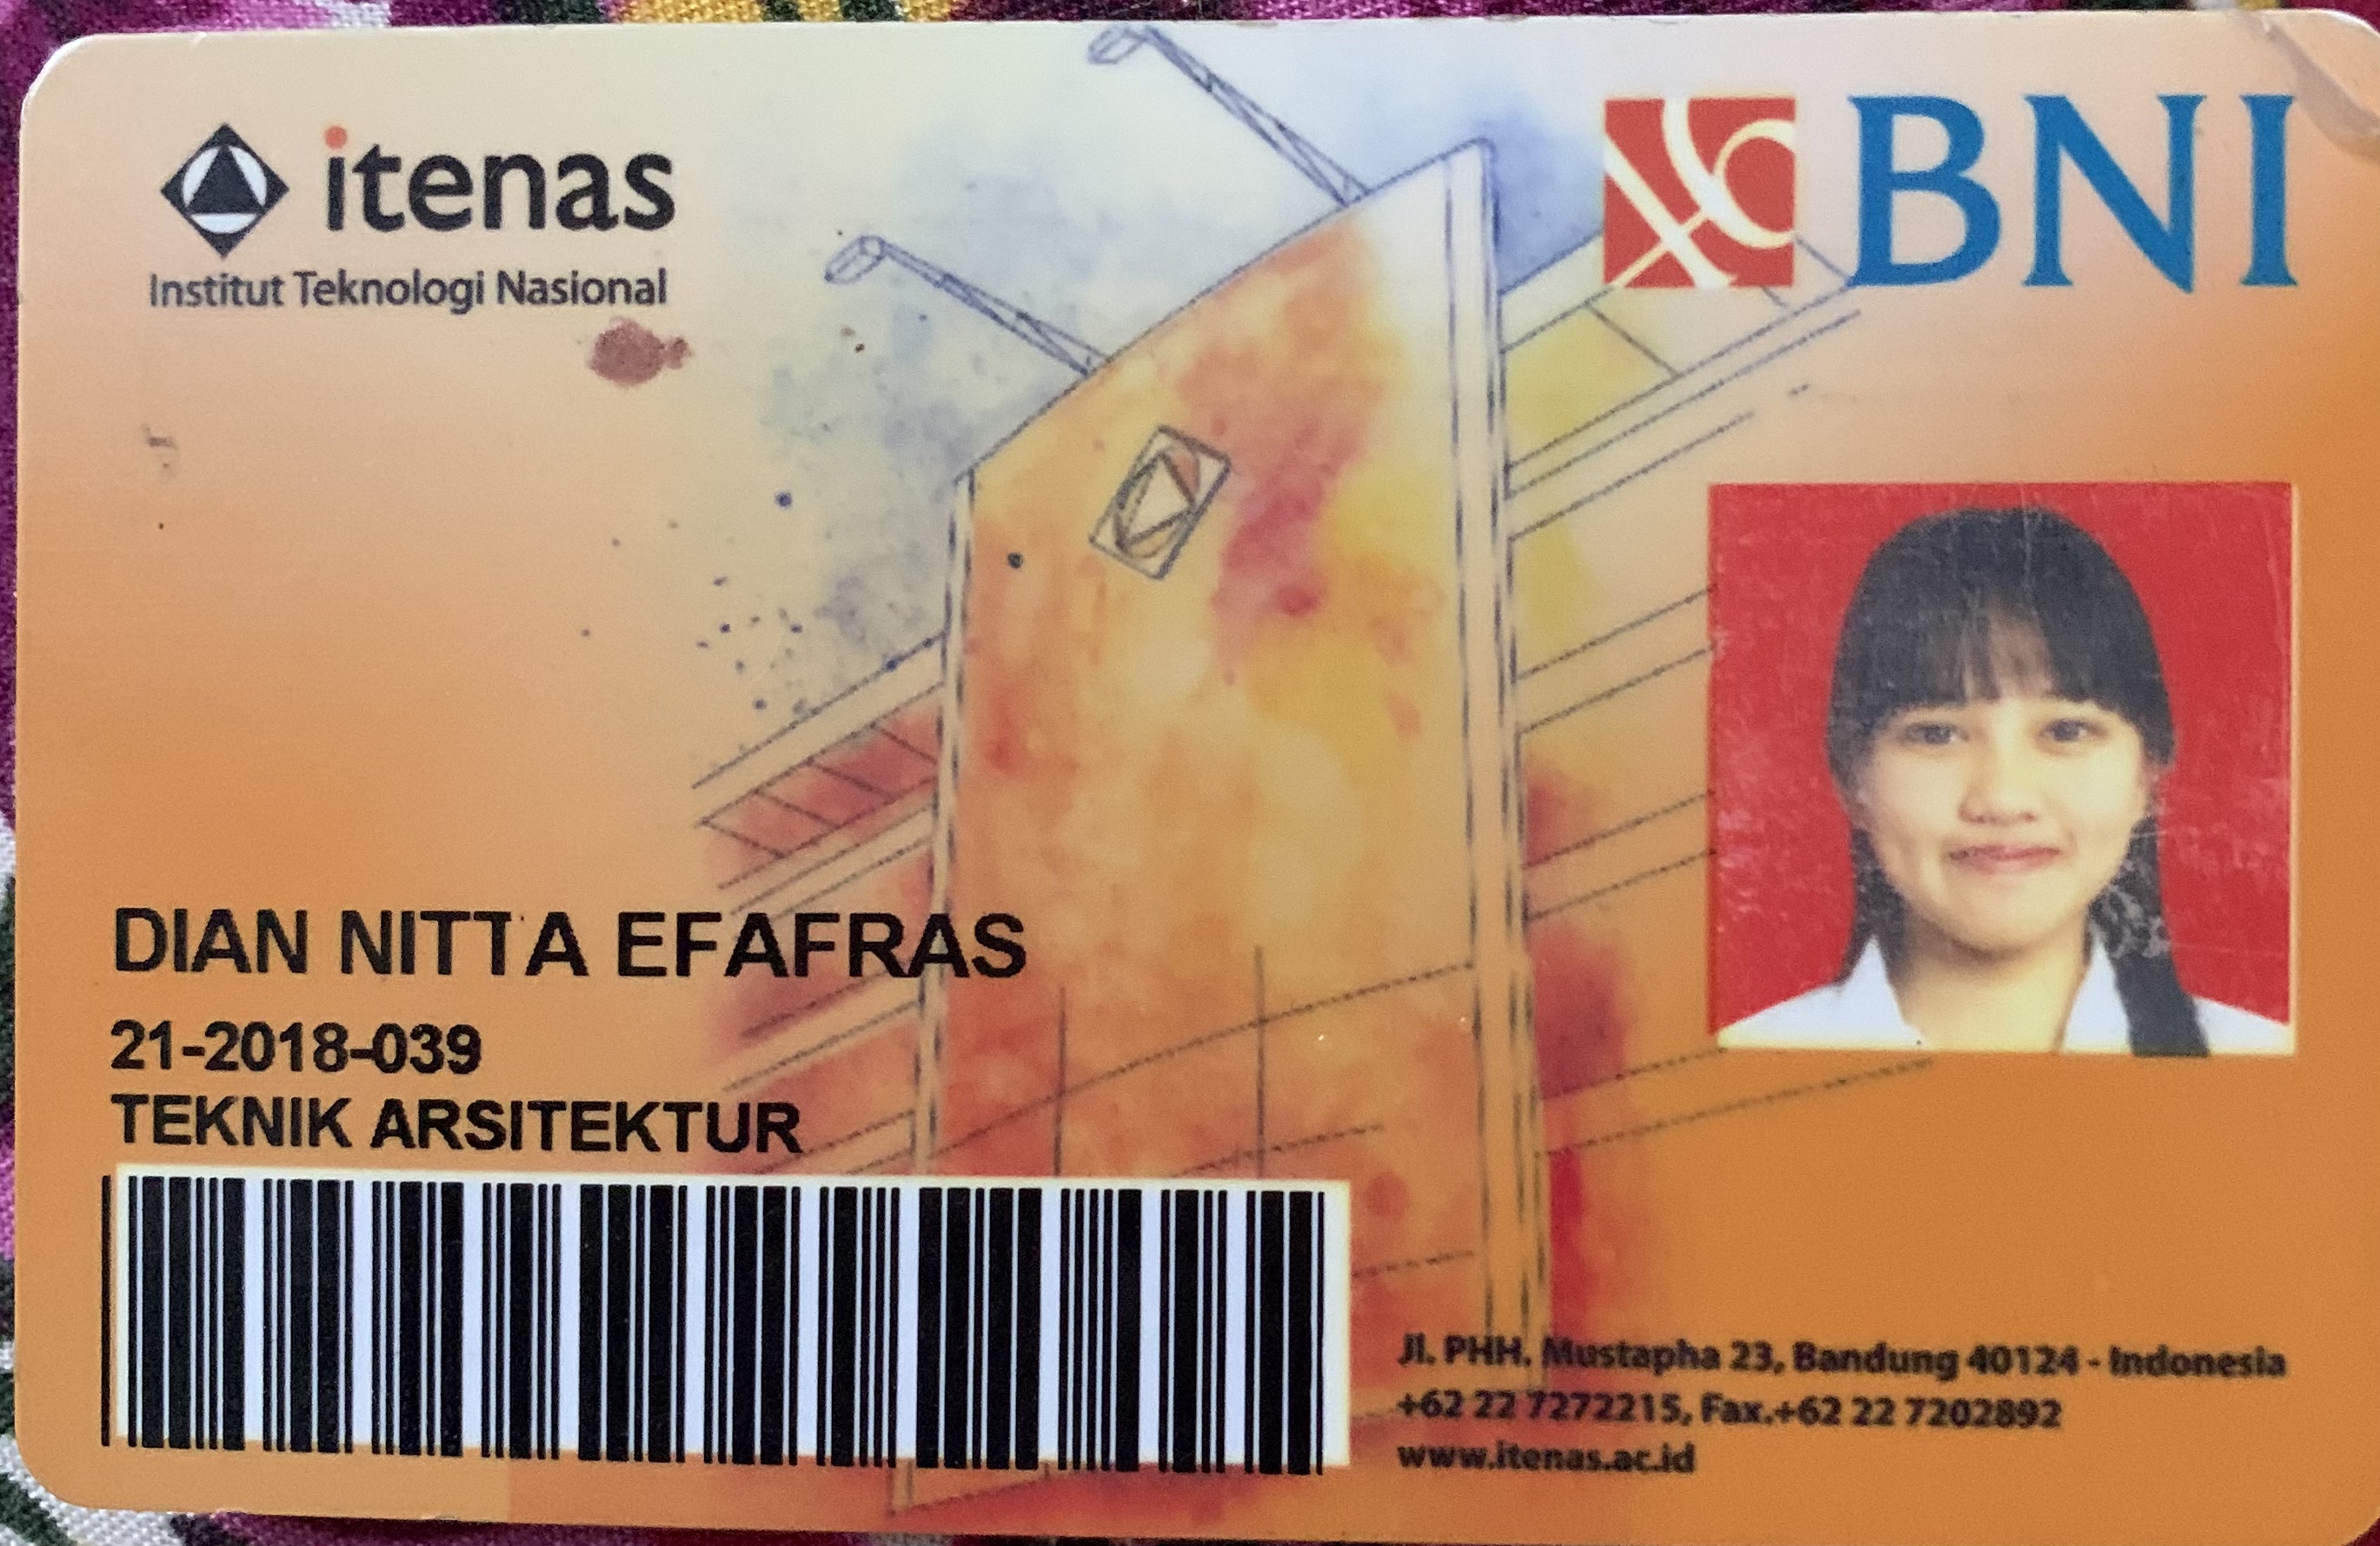 itenas
Institut Teknologi Nasional
BNI
DIAN NITTA EFAFRAS
21-2018-039
TEKNIK ARSITEKTUR
Jl. PHH. Mustapha 23, Bandung 40124 - Indonesia
+62 22 7272215, Fax.+62 22 7202892
www.itenas.ac.id